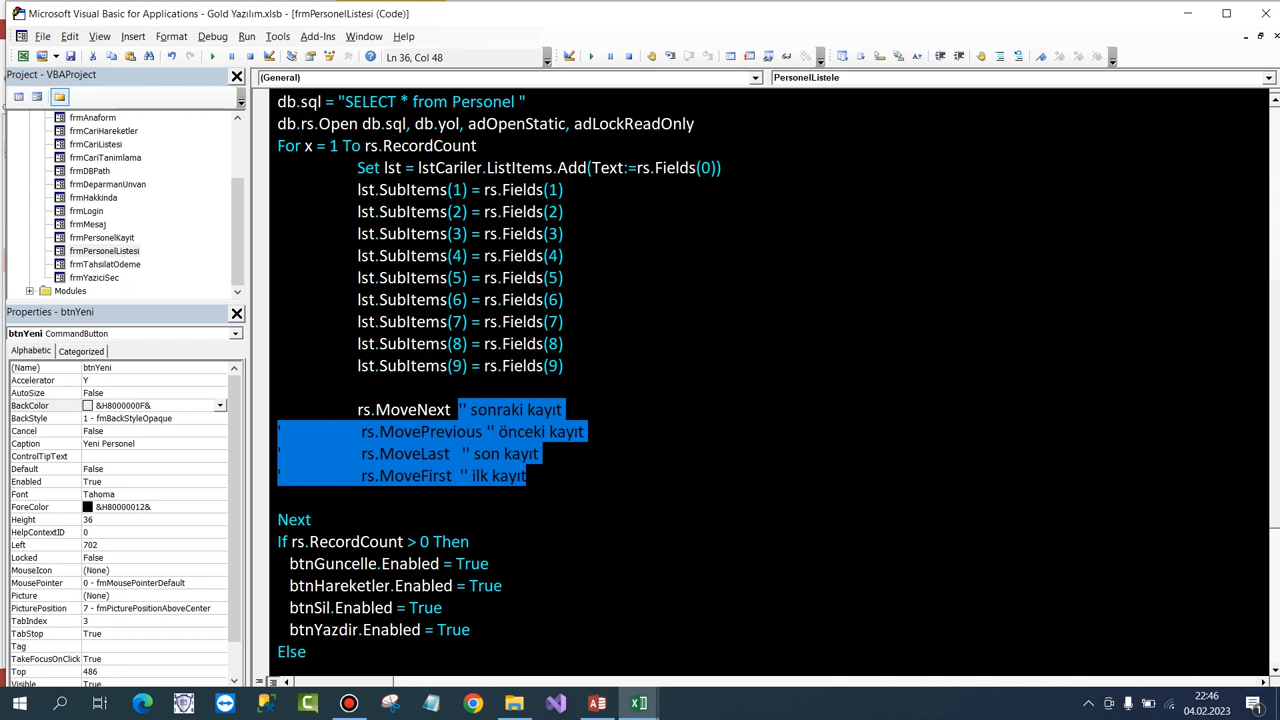 Microsoft Visual Basic for Applications - Gold Yazılım.xlsb - [frmPersonelListesi (Code)]
File Edit View Insert Format Debug Run Tools Add-Ins Window Help
Ln 36, Col 48
Project - VBAProject
(General)
PersonelListele
frmAnaform
frmCariHareketler
frmCariListesi
frmCariTanimlama
frmDBPath
frmDeparmanUnvan
frmHakkinda
frmLogin
frmMesaj
frmPersonelKayit
frmPersonelListesi
frmTahsilatOdeme
frmYaziciSec
Modules
Properties - btnYeni
btnYeni CommandButton
Alphabetic Categorized
(Name) btnYeni
Accelerator Y
AutoSize False
BackColor &H8000000F&
BackStyle 1 - fmBackStyleOpaque
Cancel False
Caption Yeni Personel
ControlTipText
Default False
Enabled True
Font Tahoma
ForeColor &H80000012&
Height 36
HelpContextID 0
Left 702
Locked False
MouseIcon (None)
MousePointer 0 - fmMousePointerDefault
Picture (None)
PicturePosition 7 - fmPicturePositionAboveCenter
TabIndex 3
TabStop True
Tag
TakeFocusOnClick True
Top 486
Visible True
db.sql = "SELECT * from Personel "
db.rs.Open db.sql, db.yol, adOpenStatic, adLockReadOnly
For x = 1 To rs.RecordCount
Set lst = lstCariler.ListItems.Add(Text:=rs.Fields(0))
lst.SubItems(1) = rs.Fields(1)
lst.SubItems(2) = rs.Fields(2)
lst.SubItems(3) = rs.Fields(3)
lst.SubItems(4) = rs.Fields(4)
lst.SubItems(5) = rs.Fields(5)
lst.SubItems(6) = rs.Fields(6)
lst.SubItems(7) = rs.Fields(7)
lst.SubItems(8) = rs.Fields(8)
lst.SubItems(9) = rs.Fields(9)
rs.MoveNext '' sonraki kayıt
' rs.MovePrevious '' önceki kayıt
' rs.MoveLast '' son kayıt
' rs.MoveFirst '' ilk kayıt
Next
If rs.RecordCount > 0 Then
btnGuncelle.Enabled = True
btnHareketler.Enabled = True
btnSil.Enabled = True
btnYazdir.Enabled = True
Else
22:46
04.02.2023